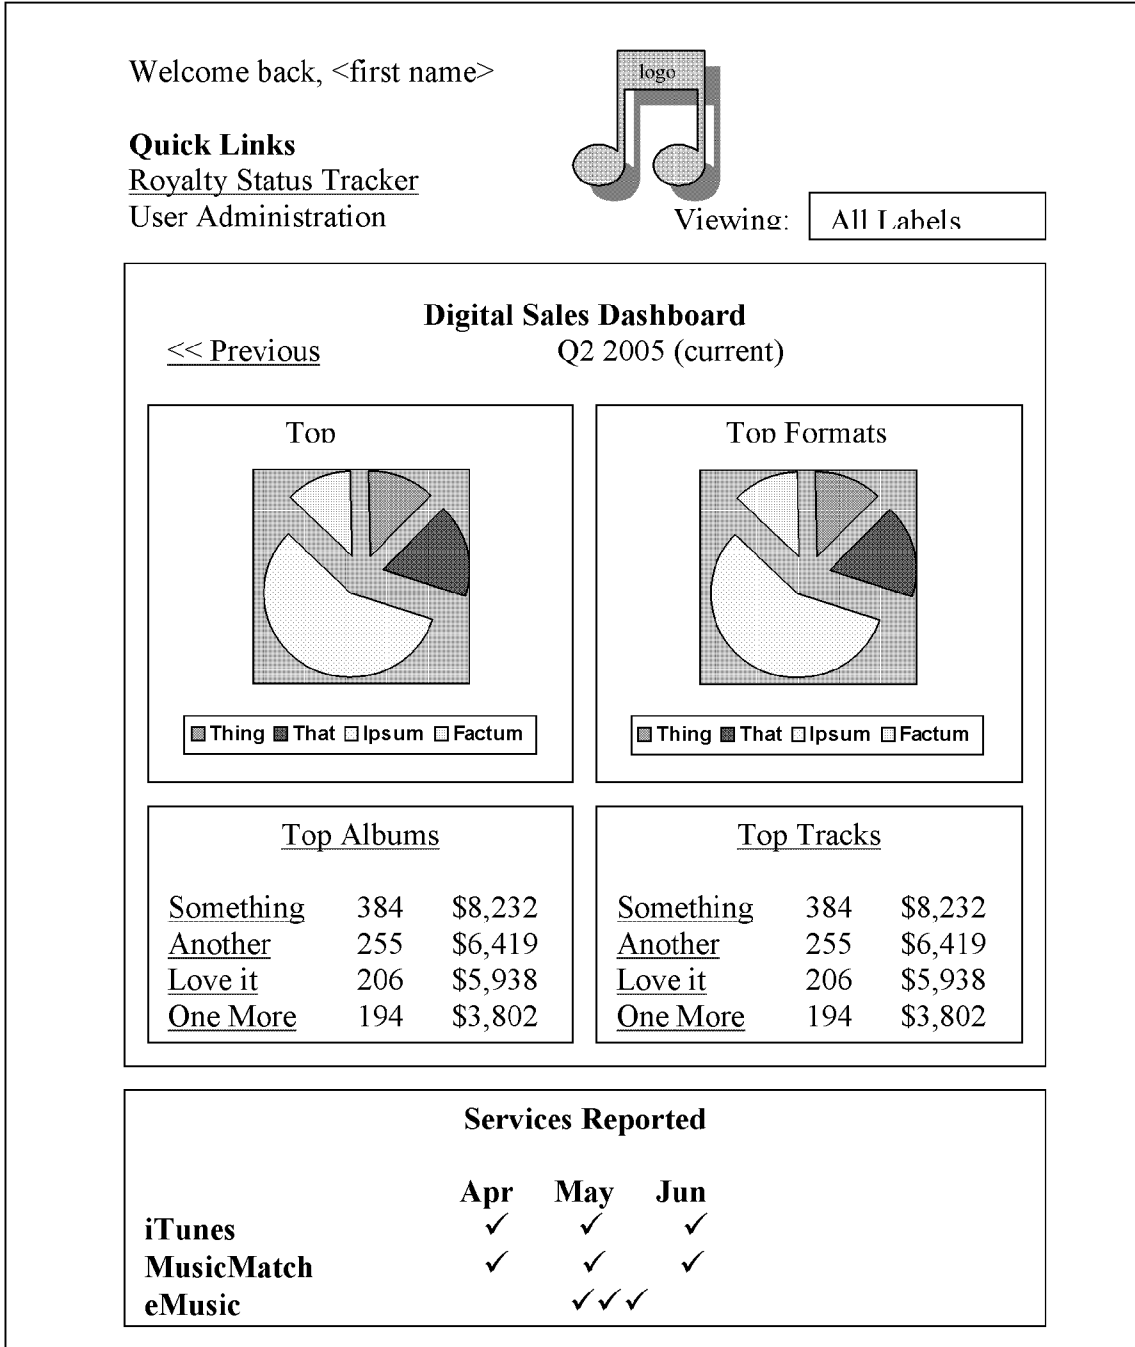 Welcome back, <first name>
logo
Quick Links
Royalty Status Tracker
User Administration
Viewing: All Labels
Digital Sales Dashboard
<< Previous Q2 2005 (current)
Top
Thing That Ipsum Factum
Top Formats
Thing That Ipsum Factum
Top Albums
Something 384 $8,232
Another 255 $6,419
Love it 206 $5,938
One More 194 $3,802
Top Tracks
Something 384 $8,232
Another 255 $6,419
Love it 206 $5,938
One More 194 $3,802
Services Reported
Apr May Jun
iTunes ✓ ✓ ✓
MusicMatch ✓ ✓ ✓
eMusic ✓✓✓